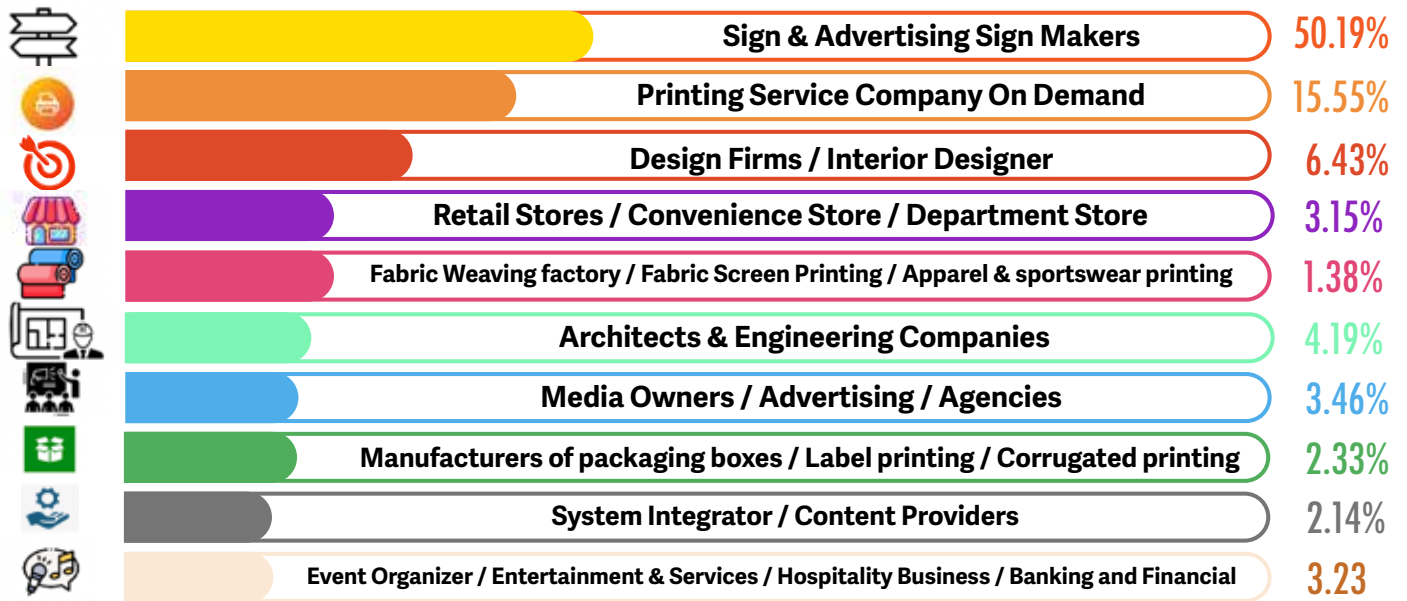 Sign & Advertising Sign Makers 50.19%
Printing Service Company On Demand 15.55%
Design Firms / Interior Designer 6.43%
Retail Stores / Convenience Store / Department Store 3.15%
Fabric Weaving factory / Fabric Screen Printing / Apparel & sportswear printing 1.38%
Architects & Engineering Companies 4.19%
Media Owners / Advertising / Agencies 3.46%
Manufacturers of packaging boxes / Label printing / Corrugated printing 2.33%
System Integrator / Content Providers 2.14%
Event Organizer / Entertainment & Services / Hospitality Business / Banking and Financial 3.23